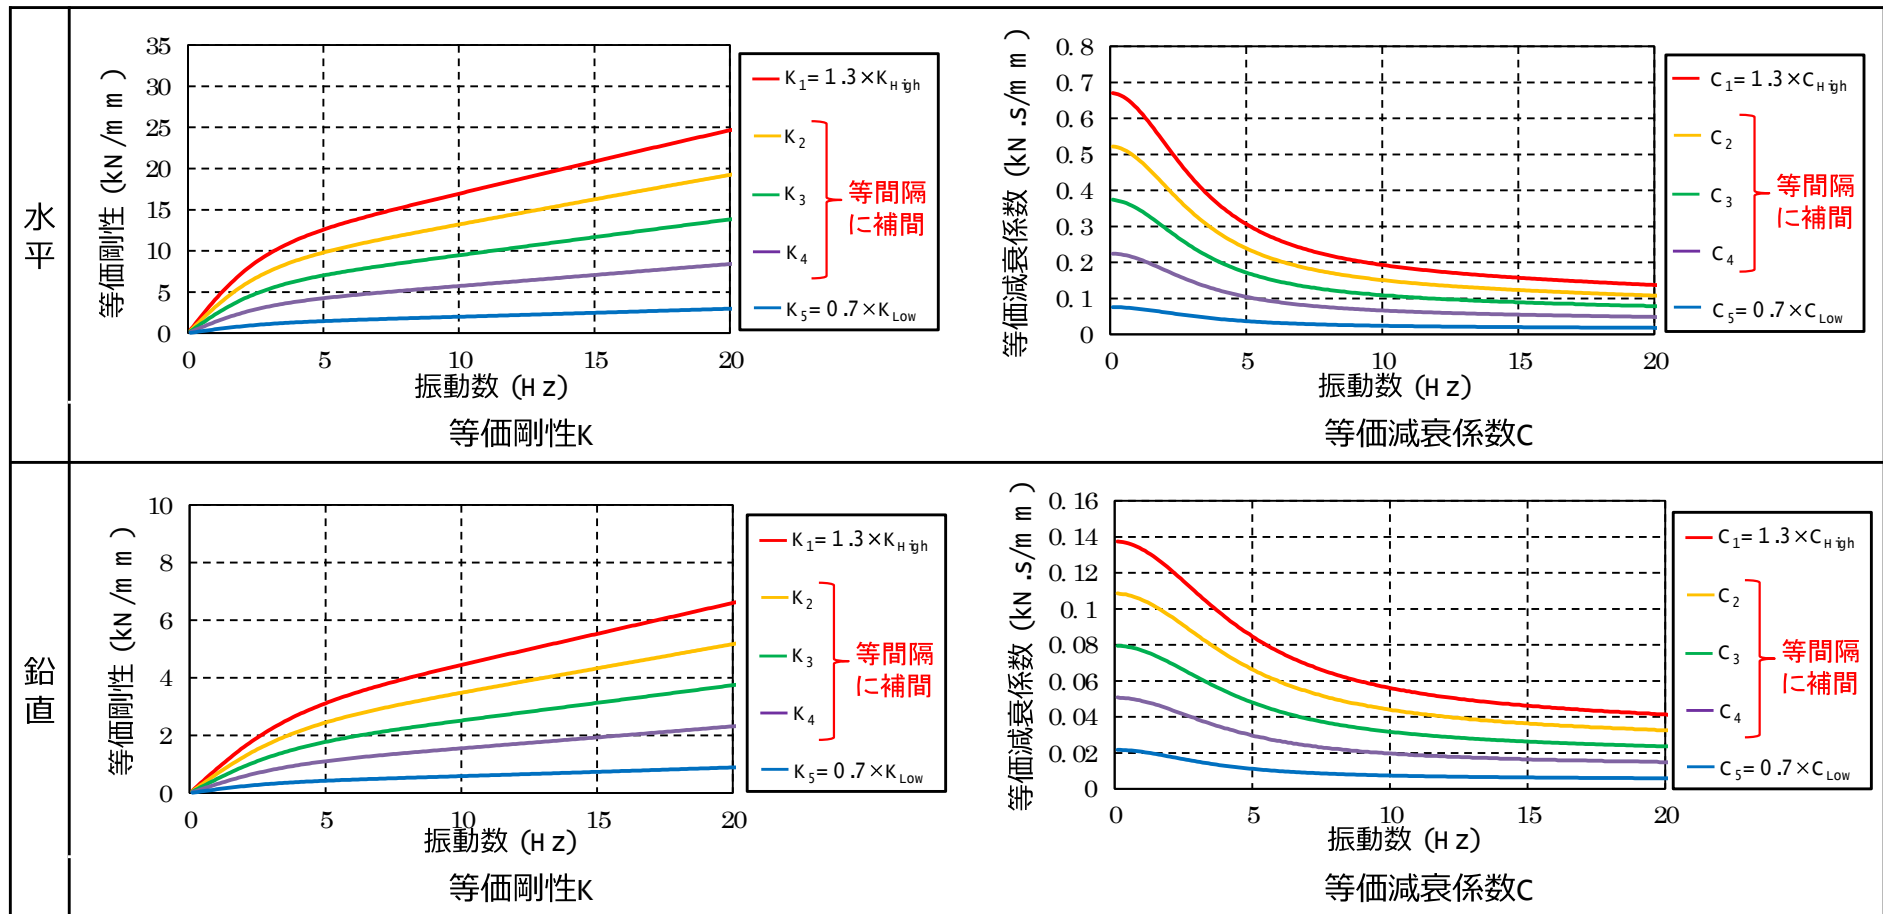 水平
35
30
25
20
15
10
5
0
等価剛性 (kN/mm)
0 5 10 15 20
振動数 (Hz)
K1=1.3×KHigh
K2
K3
K4
等間隔
に補間
K5=0.7×KLow
等価剛性K
0.8
0.7
0.6
0.5
0.4
0.3
0.2
0.1
0
等価減衰係数 (kN.s/mm)
0 5 10 15 20
振動数 (Hz)
C1=1.3×CHigh
C2
C3
C4
等間隔
に補間
C5=0.7×CLow
等価減衰係数C
鉛直
10
8
6
4
2
0
等価剛性 (kN/mm)
0 5 10 15 20
振動数 (Hz)
K1=1.3×KHigh
K2
K3
K4
等間隔
に補間
K5=0.7×KLow
等価剛性K
0.16
0.14
0.12
0.1
0.08
0.06
0.04
0.02
0
等価減衰係数 (kN.s/mm)
0 5 10 15 20
振動数 (Hz)
C1=1.3×CHigh
C2
C3
C4
等間隔
に補間
C5=0.7×CLow
等価減衰係数C